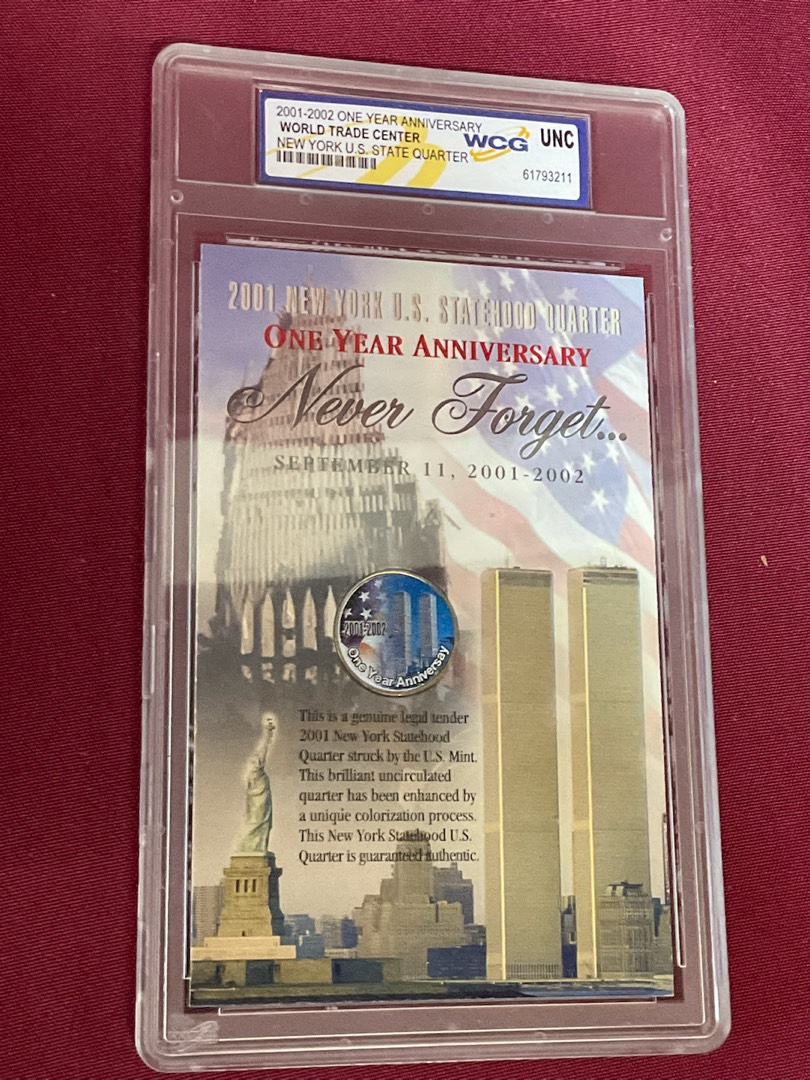 2001-2002 ONE YEAR ANNIVERSARY
WORLD TRADE CENTER
NEW YORK U.S. STATE QUARTER
WCG
UNC
61793211
2001 NEW YORK U.S. STATEHOOD QUARTER
ONE YEAR ANNIVERSARY
Never Forget...
SEPTEMBER 11, 2001-2002
2001-2002
One Year Anniversay
This is a genuine legal tender
2001 New York Statehood
Quarter struck by the U.S. Mint.
This brilliant uncirculated
quarter has been enhanced by
a unique colorization process.
This New York Statehood U.S.
Quarter is guaranteed authentic.